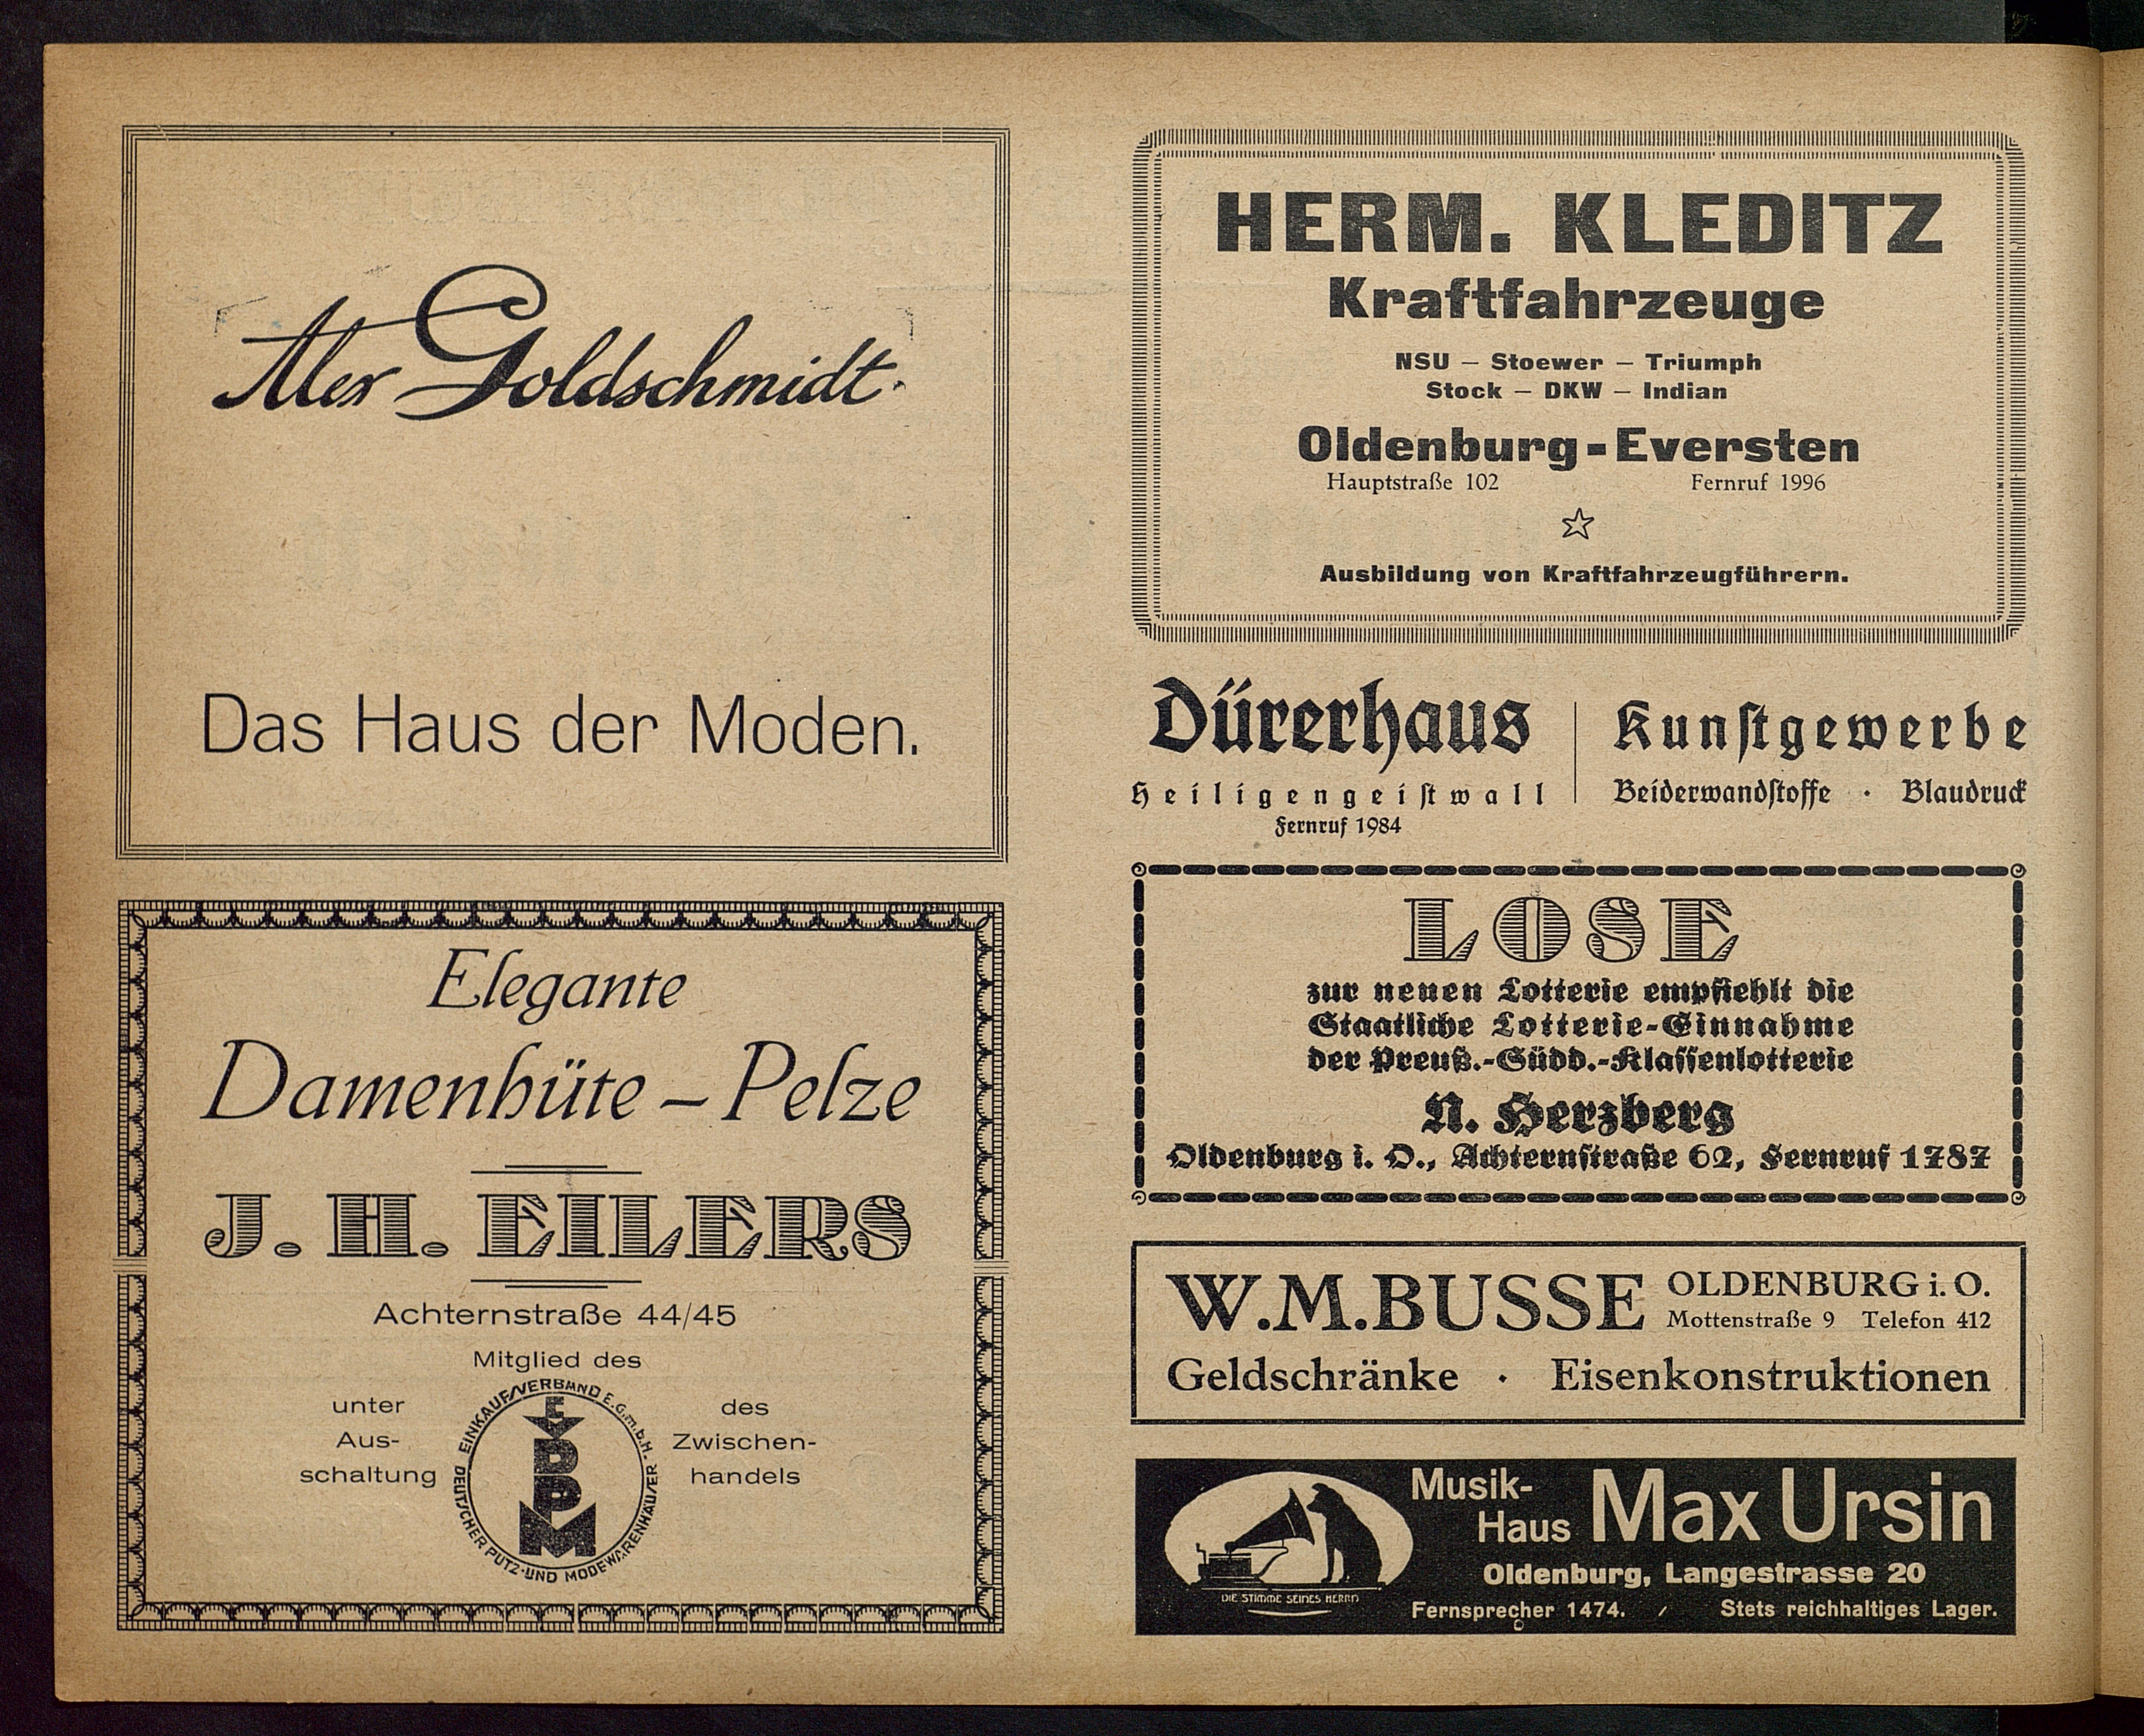 Alex Goldschmidt.
Das Haus der Moden.
Elegante
Damenhüte – Pelze
J. H. EILERS
Achternstraße 44/45
Mitglied des
unter
Aus-
schaltung
EINKAUFSVERBAND E.G.m.b.H.
DEUTSCHER PUTZ- UND MODEWARENHÄUSER
EVDPM
des
Zwischen-
handels
HERM. KLEDITZ
Kraftfahrzeuge
NSU – Stoewer – Triumph
Stock – DKW – Indian
Oldenburg-Eversten
Hauptstraße 102 Fernruf 1996
Ausbildung von Kraftfahrzeugführern.
Dürerhaus
Heiligengeistwall
Fernruf 1984
Kunstgewerbe
Beiderwandstoffe · Blaudruck
LOSE
zur neuen Lotterie empfiehlt die
Staatliche Lotterie-Einnahme
der Preuß.-Südd.-Klassenlotterie
N. Herzberg
Oldenburg i. O., Achternstraße 62, Fernruf 1787
W.M.BUSSE OLDENBURG i. O.
Mottenstraße 9 Telefon 412
Geldschränke · Eisenkonstruktionen
Musik-
Haus Max Ursin
Oldenburg, Langestrasse 20
DIE STIMME SEINES HERRN
Fernsprecher 1474. / Stets reichhaltiges Lager.